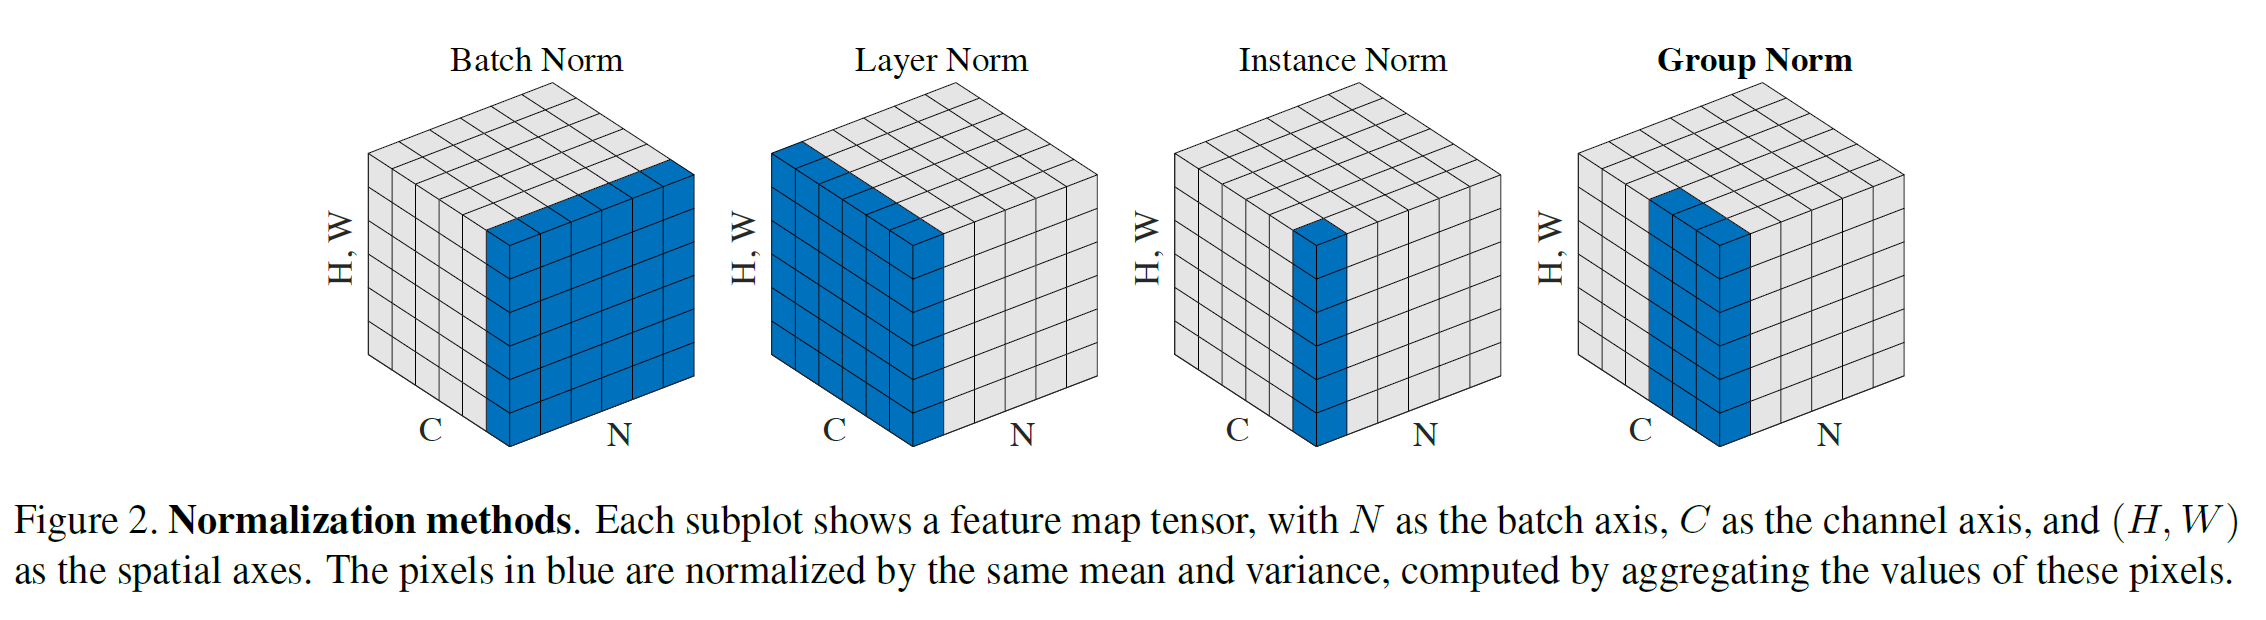 Batch Norm
Layer Norm
Instance Norm
Group Norm
H, W
C
N
H, W
C
N
H, W
C
N
H, W
C
N
Figure 2. Normalization methods. Each subplot shows a feature map tensor, with N as the batch axis, C as the channel axis, and (H, W)
as the spatial axes. The pixels in blue are normalized by the same mean and variance, computed by aggregating the values of these pixels.